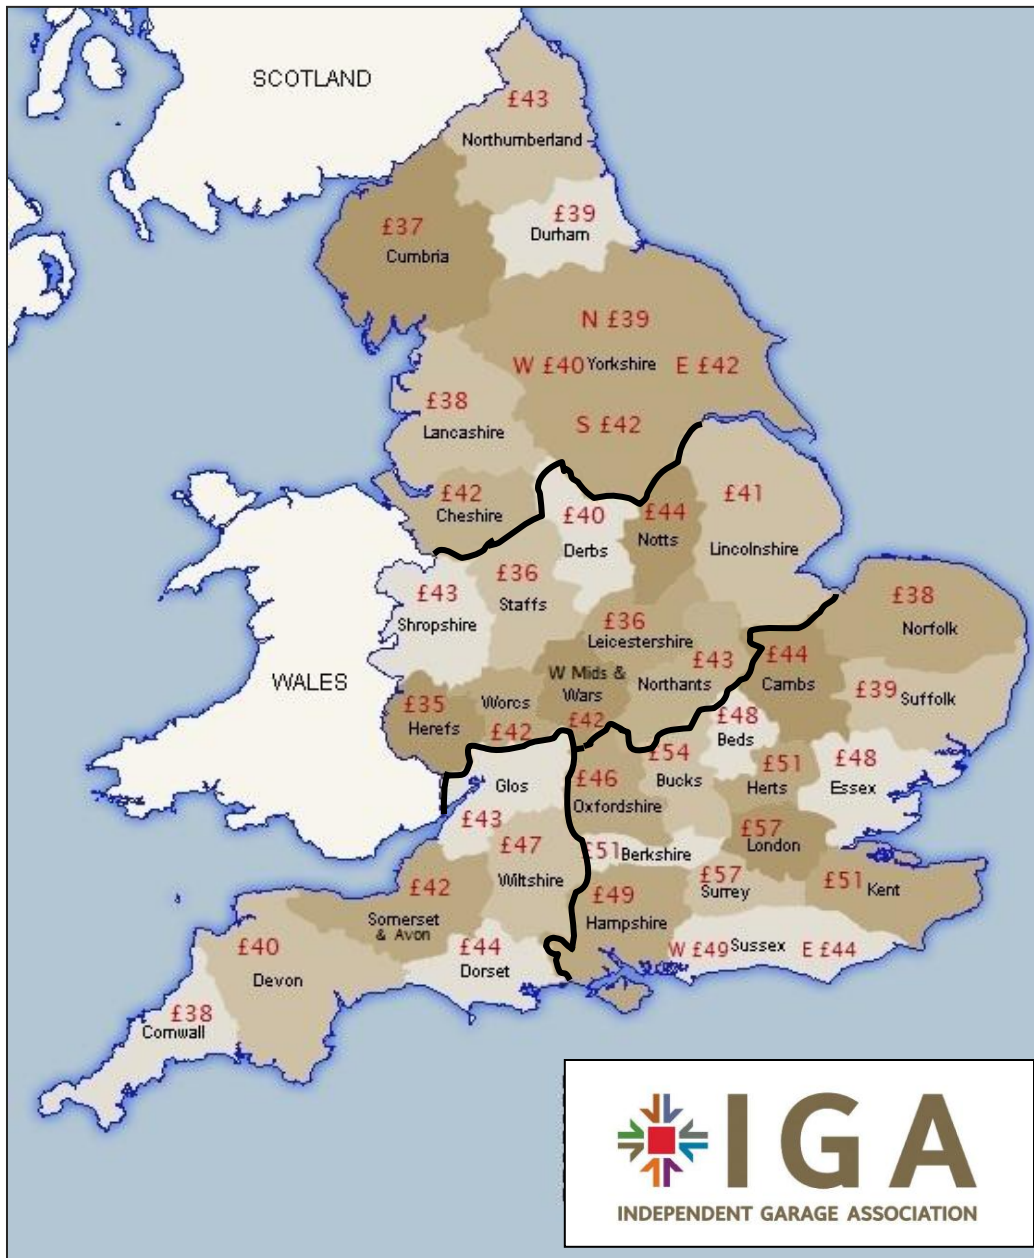 SCOTLAND
£43
Northumberland
£37
Cumbria
£39
Durham
N £39
W £40 Yorkshire E £42
S £42
£38
Lancashire
£42
Cheshire
£40
Derbs
£44
Notts
£41
Lincolnshire
£43
Shropshire
£36
Staffs
£36
Leicestershire
£43
Northants
£38
Norfolk
£44
Cambs
£39
Suffolk
WALES
£35
Herefs
Worcs
£42
W Mids &
Wars
£42
£48
Beds
£54
Bucks
£51
Herts
£48
Essex
Glos
£43
£46
Oxfordshire
£57
London
£47
Wiltshire
£51 Berkshire
£57
Surrey
£51 Kent
£42
Somerset
& Avon
£49
Hampshire
W £49 Sussex E £44
£44
Dorset
£40
Devon
£38
Cornwall
IGA
INDEPENDENT GARAGE ASSOCIATION